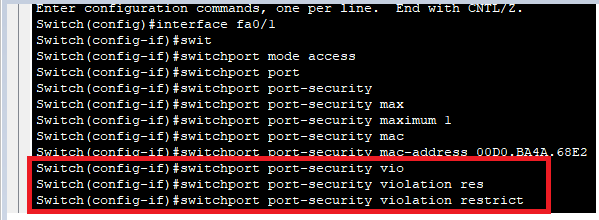 Enter configuration commands, one per line.  End with CNTL/Z.
Switch(config)#interface fa0/1
Switch(config-if)#swit
Switch(config-if)#switchport mode access
Switch(config-if)#switchport port
Switch(config-if)#switchport port-security
Switch(config-if)#switchport port-security max
Switch(config-if)#switchport port-security maximum 1
Switch(config-if)#switchport port-security mac
Switch(config-if)#switchport port-security mac-address 00D0.BA4A.68E2
Switch(config-if)#switchport port-security vio
Switch(config-if)#switchport port-security violation res
Switch(config-if)#switchport port-security violation restrict